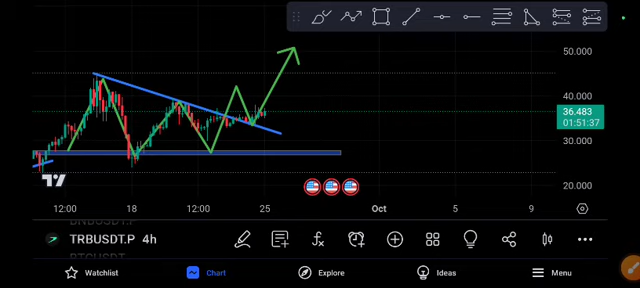 50.000
40.000
36.483
01:51:37
30.000
20.000
12:00 18 12:00 25 Oct 5 9
TRBUSDT.P 4h
Watchlist Chart Explore Ideas Menu